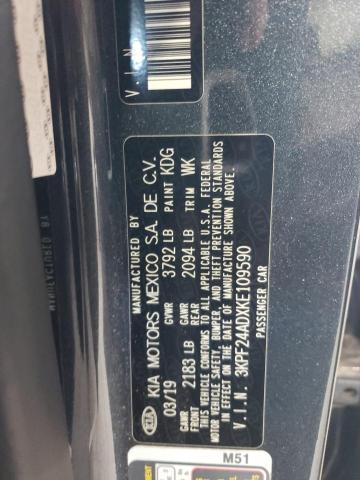 V.I.N
MANUFACTURED BY
KIA MOTORS MEXICO S.A. DE C.V.
03/19 GVWR 3792 LB PAINT KDG
GAWR FRONT 2183 LB GAWR REAR 2094 LB TRIM WK
THIS VEHICLE CONFORMS TO ALL APPLICABLE U.S.A. FEDERAL
MOTOR VEHICLE SAFETY, BUMPER, AND THEFT PREVENTION STANDARDS
IN EFFECT ON THE DATE OF MANUFACTURE SHOWN ABOVE.
V.I.N. 3KPF24ADXKE109590
PASSENGER CAR
KIA
M51